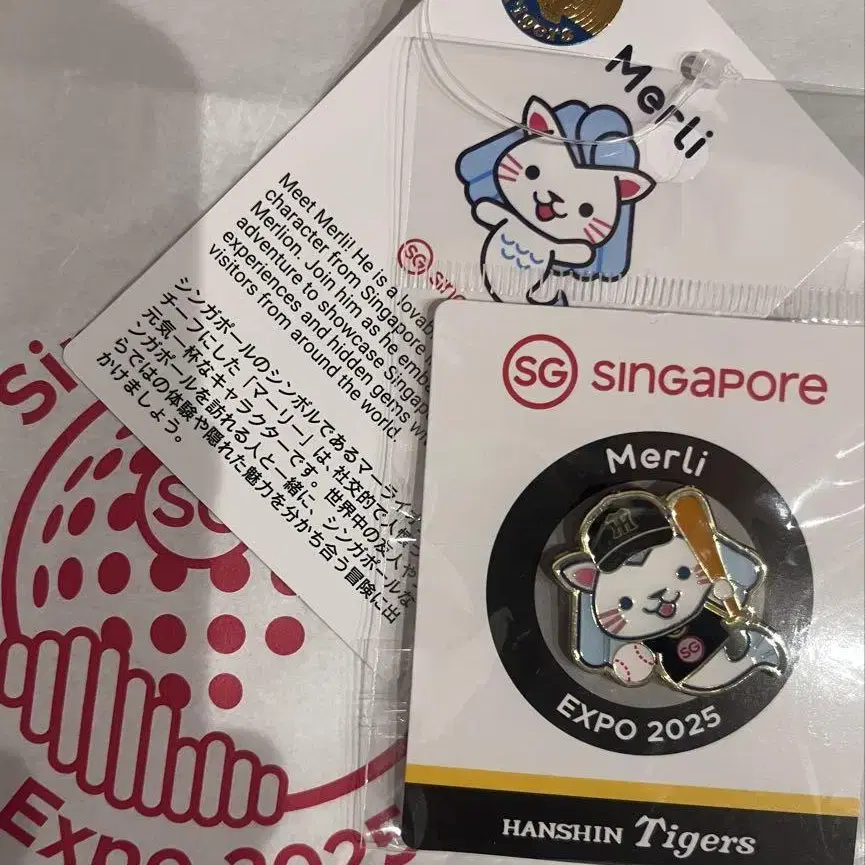 Tigers
Merli
Meet Merli! He is a
character from Singapore
Merlion. Join him as he
adventure to showcase
experiences and hidden gems
visitors from around the world.
シンガポールのシンボルであるマーライ
チーフにした「マーリー」は、社交的で人
元気一杯なキャラクターです。世界中の友人や
ンガポールを訪れる人と一緒に、シンガポールな
らではの体験や隠れた魅力を分かち合う冒険に出
かけましょう。
SG
SG SINGAPORE
Merli
SG
EXPO 2025
HANSHIN Tigers
SG
Expo 2025